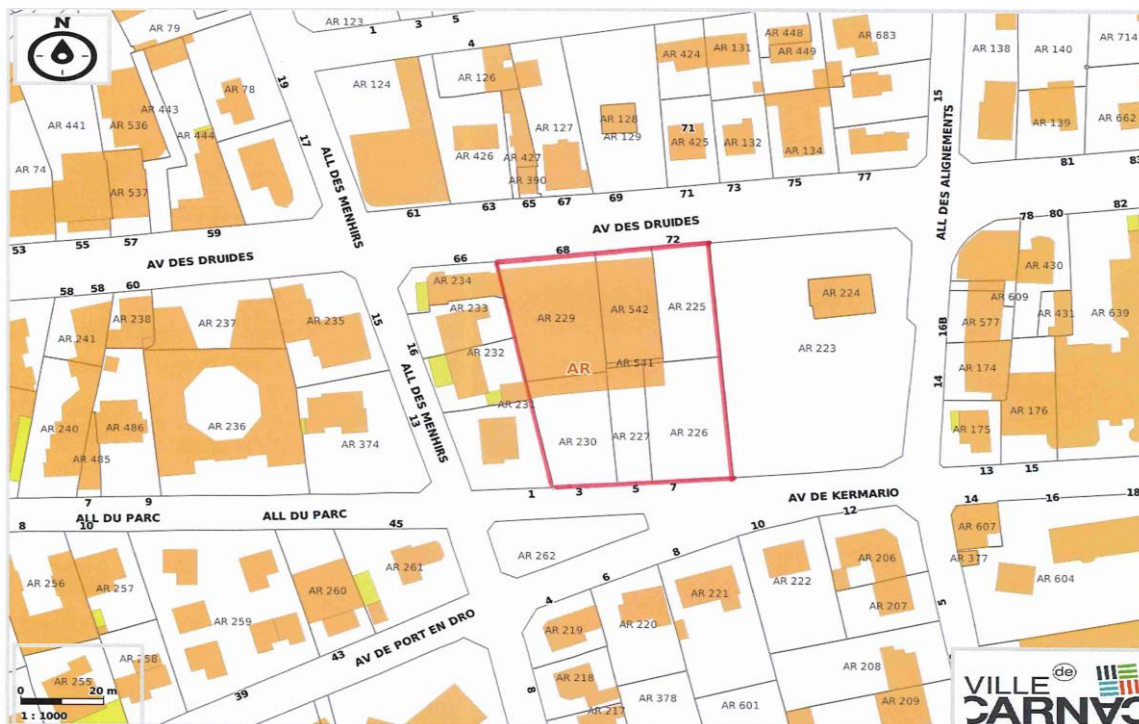 N
AR 79
AR 123
1
3
5
4
AR 124
AR 126
AR 424
AR 131
AR 448
AR 449
AR 683
AR 138
AR 140
AR 714
AR 441
AR 443
AR 536
AR 444
AR 78
19
17
AR 74
AR 537
ALL DES MENHIRS
AR 426
AR 427
AR 390
AR 127
AR 128
AR 129
71
AR 425
AR 132
AR 134
15
ALL DES ALIGNEMENTS
AR 139
AR 662
53
55
57
59
61
63
65
67
69
71
73
75
77
81
83
AV DES DRUIDES
AV DES DRUIDES
58
58
60
66
68
72
78
80
82
AR 241
AR 238
AR 237
AR 235
15
AR 234
AR 233
AR 232
16
AR 229
AR 542
AR 225
AR 224
AR 223
AR 430
AR 609
AR 577
AR 431
AR 639
16B
AR
AR 541
ALL DES MENHIRS
13
AR 231
AR 174
14
AR 240
AR 486
AR 485
AR 236
AR 374
AR 230
AR 227
AR 226
AR 175
AR 176
7
9
1
3
5
7
13
15
AV DE KERMARIO
ALL DU PARC
ALL DU PARC
8
10
45
AR 262
4
6
8
10
12
14
16
18
AR 256
AR 257
AR 259
AR 260
AR 261
AR 219
AR 220
AR 221
AR 222
AR 206
AR 207
AR 607
AR 377
AR 604
5
AV DE PORT EN DRO
43
39
AR 258
AR 255
8
AR 218
AR 217
AR 378
AR 601
AR 208
AR 209
0 20 m
1 : 1000
VILLE de
CARNAC